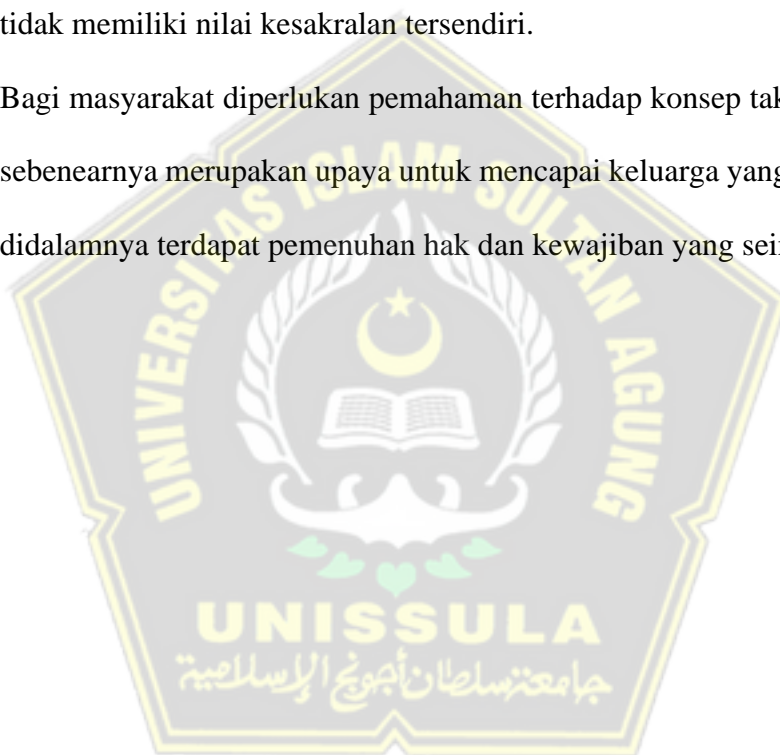 tidak memiliki nilai kesakralan tersendiri.
Bagi masyarakat diperlukan pemahaman terhadap konsep tak
sebenearnya merupakan upaya untuk mencapai keluarga yang
didalamnya terdapat pemenuhan hak dan kewajiban yang sei
UNIVERSITAS ISLAM SULTAN AGUNG
UNISSULA
جامعة سلطان أجونج الإسلامية